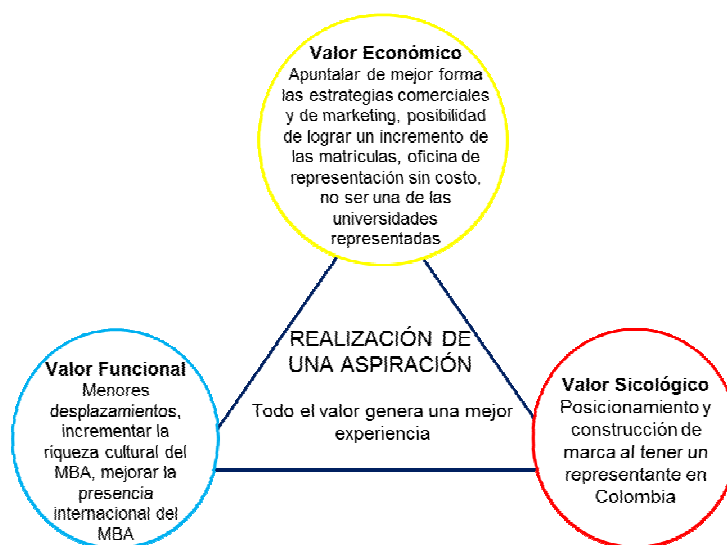 Valor Económico
Apuntalar de mejor forma
las estrategias comerciales
y de marketing, posibilidad
de lograr un incremento de
las matrículas, oficina de
representación sin costo,
no ser una de las
universidades
representadas
REALIZACIÓN DE
UNA ASPIRACIÓN
Todo el valor genera una mejor
experiencia
Valor Funcional
Menores
desplazamientos,
incrementar la
riqueza cultural del
MBA, mejorar la
presencia
internacional del
MBA
Valor Sicológico
Posicionamiento y
construcción de
marca al tener un
representante en
Colombia